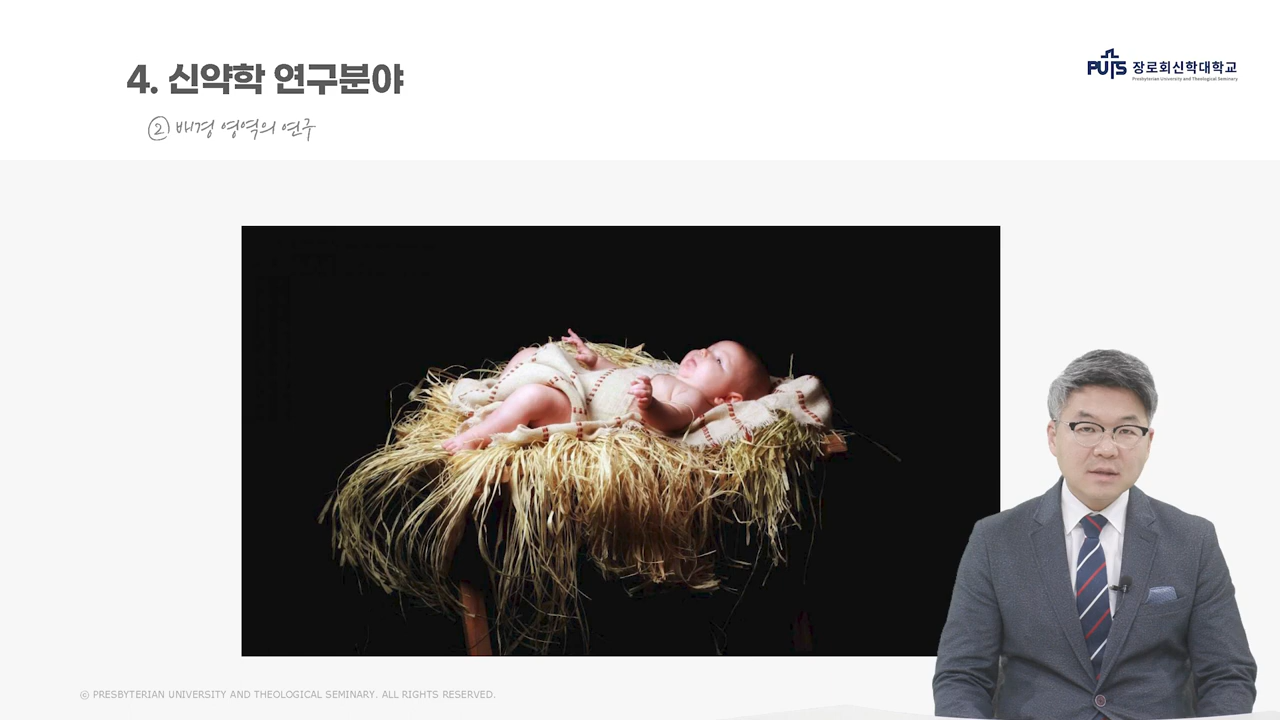 4. 신약학 연구분야
② 배경 영역의 연구
PUTS 장로회신학대학교
Presbyterian University and Theological Seminary
© PRESBYTERIAN UNIVERSITY AND THEOLOGICAL SEMINARY. ALL RIGHTS RESERVED.